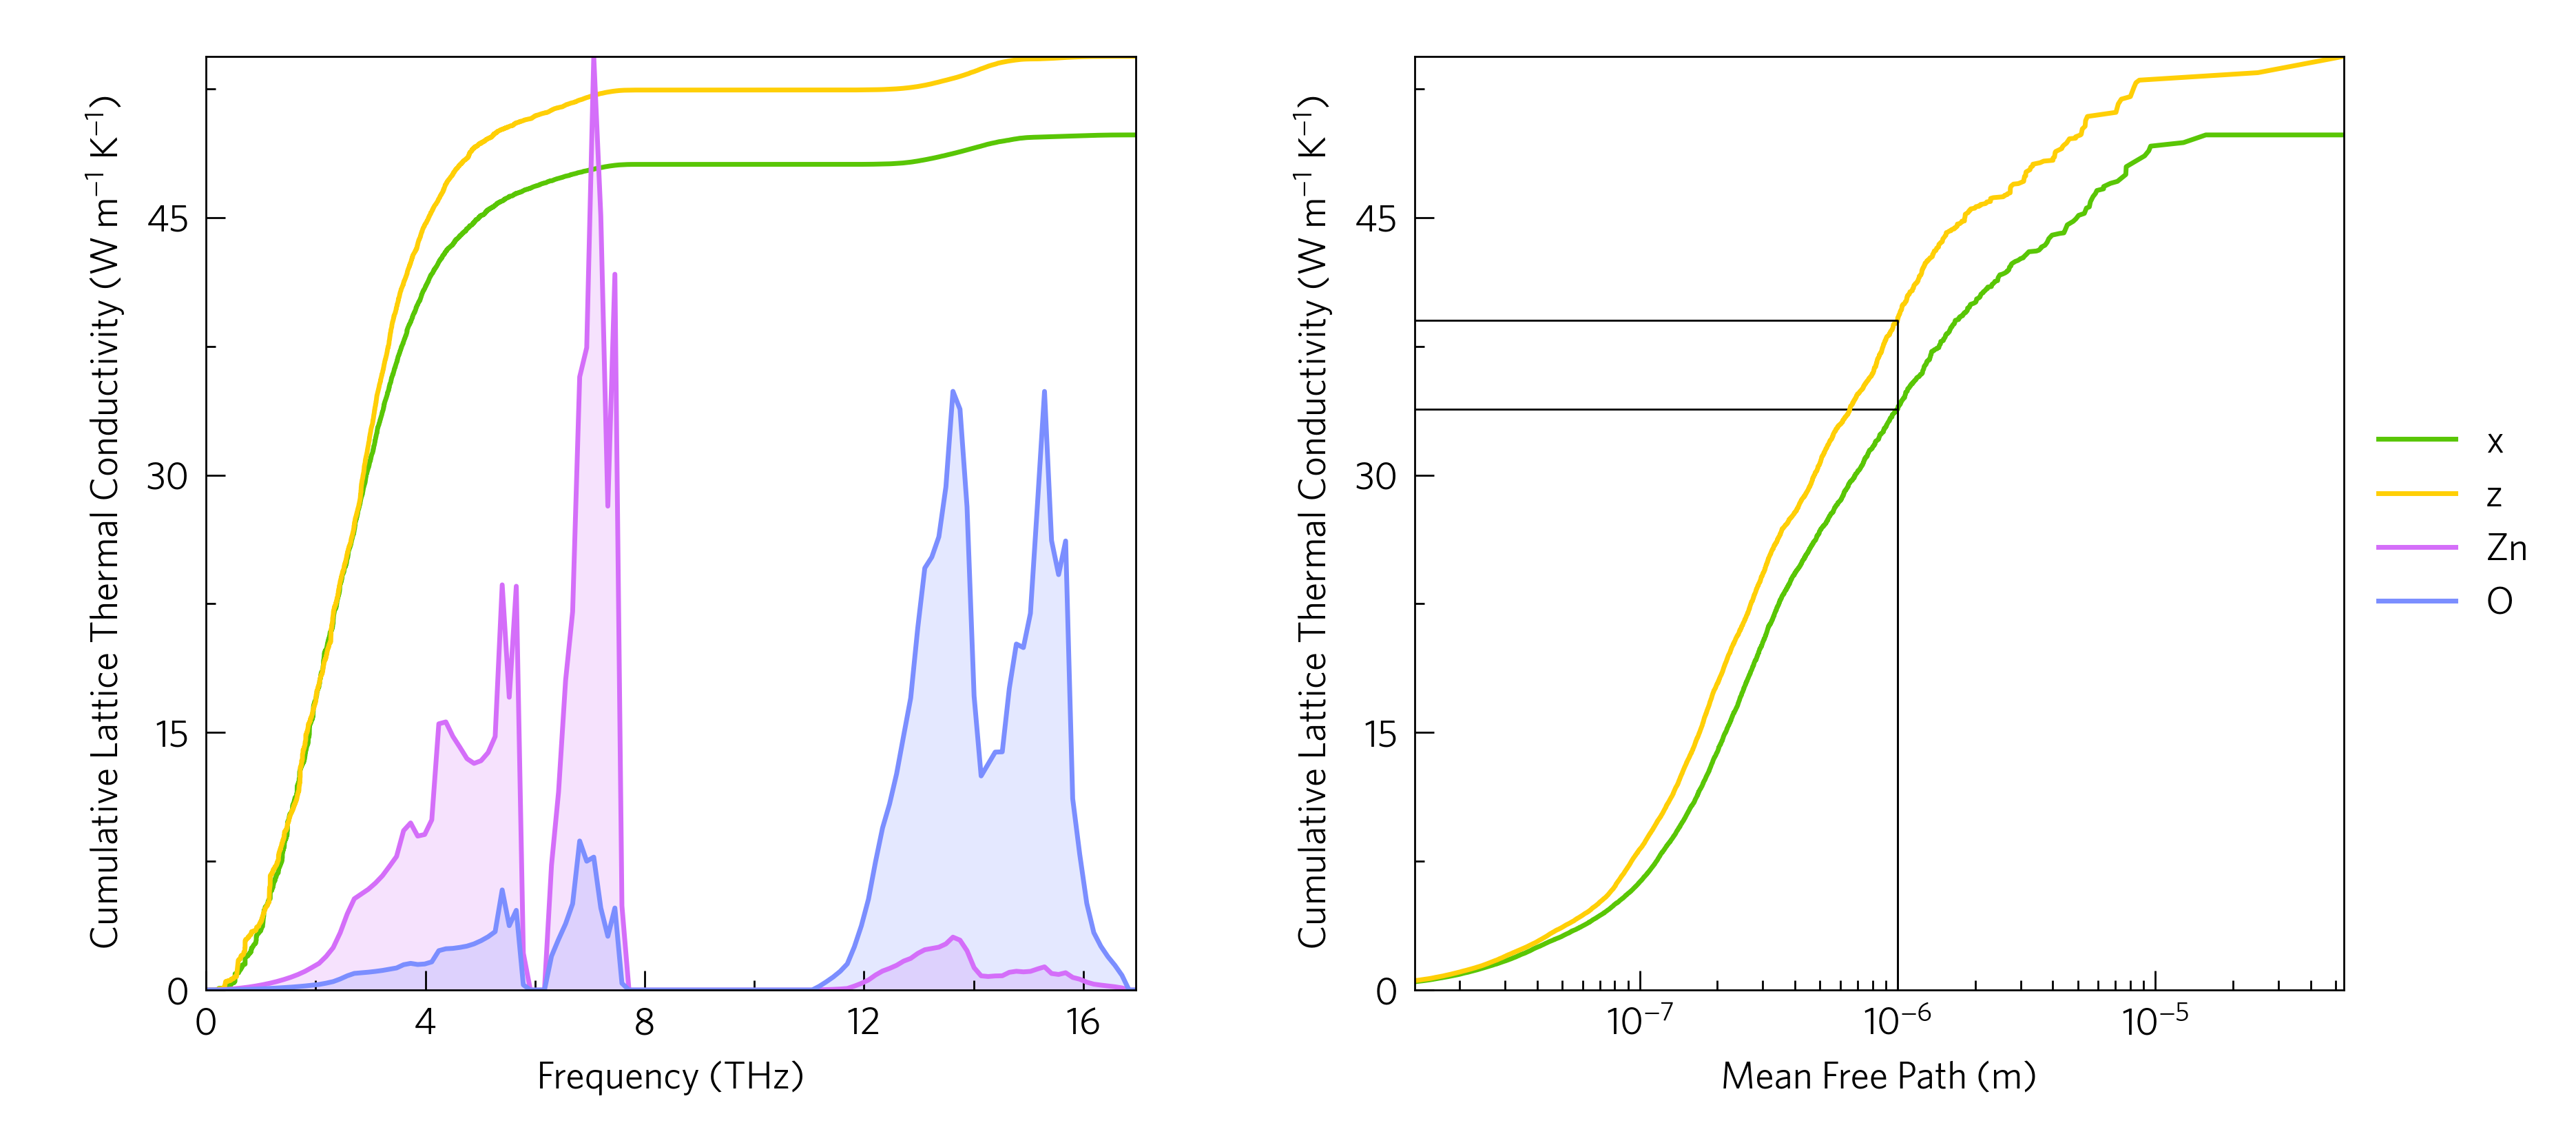 Cumulative Lattice Thermal Conductivity (W m⁻¹ K⁻¹)
45
30
15
0
0 4 8 12 16
Frequency (THz)
Cumulative Lattice Thermal Conductivity (W m⁻¹ K⁻¹)
45
30
15
0
10⁻⁷ 10⁻⁶ 10⁻⁵
Mean Free Path (m)
x
z
Zn
O